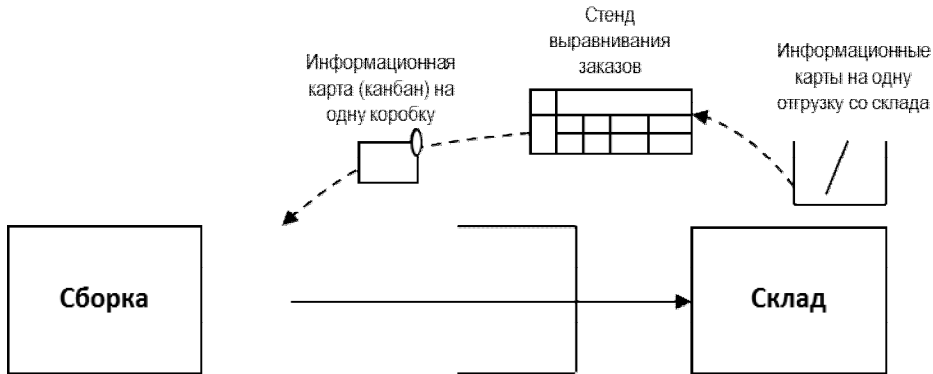 Стенд
выравнивания
заказов
Информационная
карта (канбан) на
одну коробку
Информационные
карты на одну
отгрузку со склада
Сборка
Склад